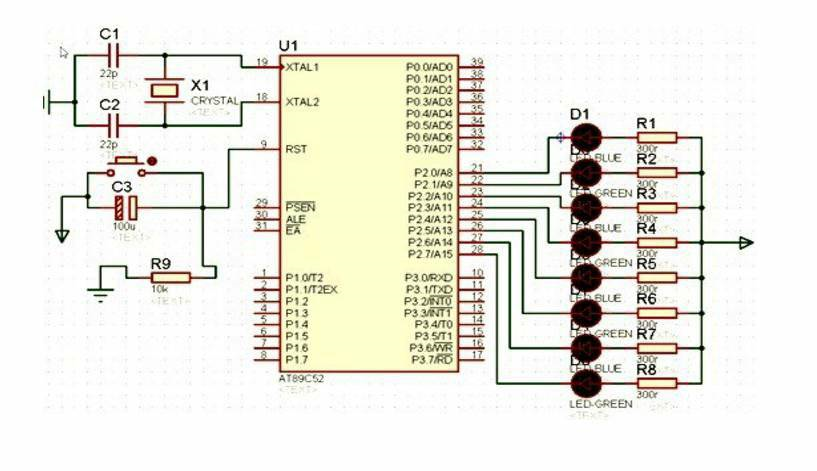 C1
22p
<TEXT>
X1
CRYSTAL
<TEXT>
C2
22p
<TEXT>
C3
100u
<TEXT>
R9
10k
<TEXT>
U1
19 XTAL1
18 XTAL2
9 RST
29 PSEN
30 ALE
31 EA
1 P1.0/T2
2 P1.1/T2EX
3 P1.2
4 P1.3
5 P1.4
6 P1.5
7 P1.6
8 P1.7
P0.0/AD0 39
P0.1/AD1 38
P0.2/AD2 37
P0.3/AD3 36
P0.4/AD4 35
P0.5/AD5 34
P0.6/AD6 33
P0.7/AD7 32
P2.0/A8 21
P2.1/A9 22
P2.2/A10 23
P2.3/A11 24
P2.4/A12 25
P2.5/A13 26
P2.6/A14 27
P2.7/A15 28
P3.0/RXD 10
P3.1/TXD 11
P3.2/INT0 12
P3.3/INT1 13
P3.4/T0 14
P3.5/T1 15
P3.6/WR 16
P3.7/RD 17
AT89C52
<TEXT>
D1
LED-BLUE
LED-GREEN
LED-BLUE
LED-GREEN
LED-BLUE
LED-GREEN
LED-BLUE
LED-GREEN
<TEXT>
R1
300r
R2
300r
R3
300r
R4
300r
R5
300r
R6
300r
R7
300r
R8
300r